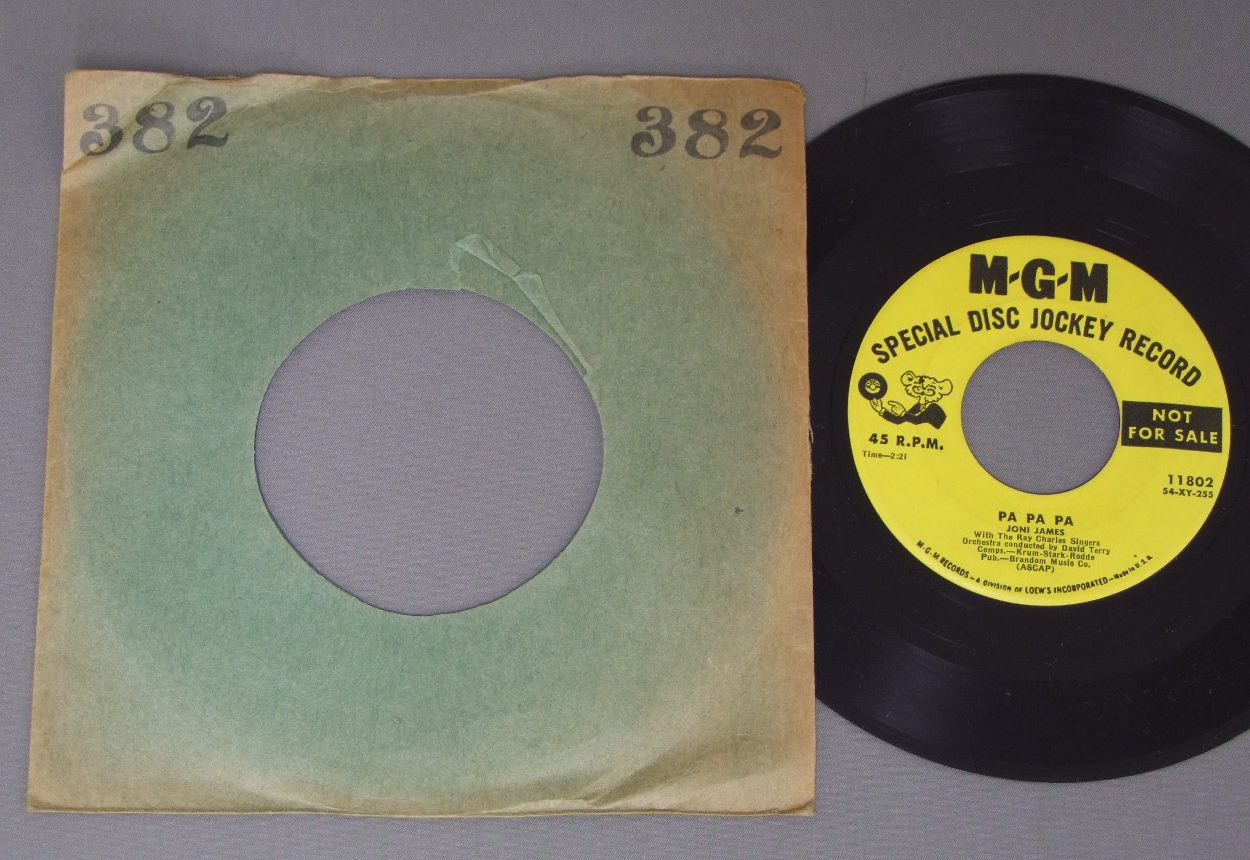 382 382
M-G-M
SPECIAL DISC JOCKEY RECORD
NOT
FOR SALE
45 R.P.M.
Time—2:21
11802
54-XY-255
PA PA PA
JONI JAMES
With The Ray Charles Singers
Orchestra conducted by David Terry
Comps.—Krum-Stark-Rodde
Pub.—Brandom Music Co.
(ASCAP)
M-G-M RECORDS—A DIVISION OF LOEW'S INCORPORATED—Made in U.S.A.